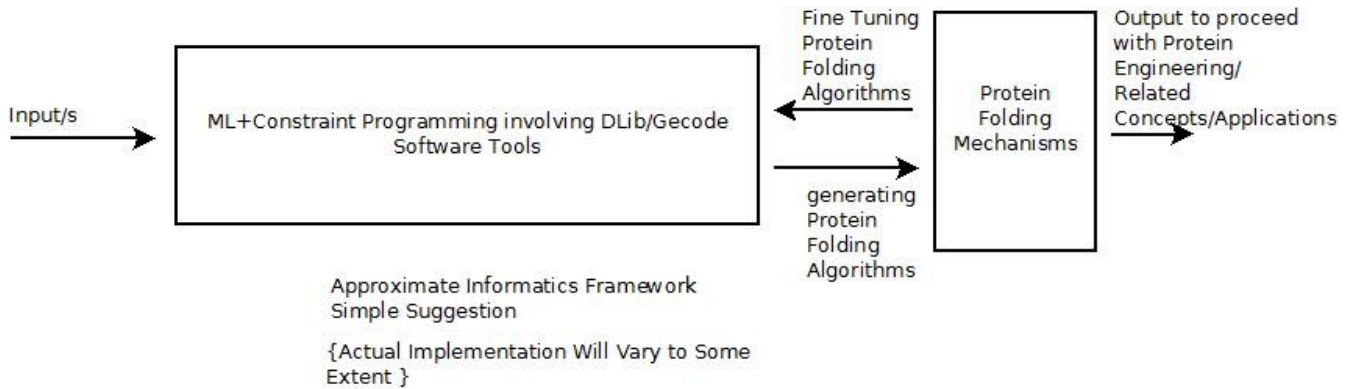 Input/s
ML+Constraint Programming involving DLib/Gecode
Software Tools
Fine Tuning
Protein
Folding
Algorithms
generating
Protein
Folding
Algorithms
Protein
Folding
Mechanisms
Output to proceed
with Protein
Engineering/
Related
Concepts/Applications
Approximate Informatics Framework
Simple Suggestion
{Actual Implementation Will Vary to Some
Extent }